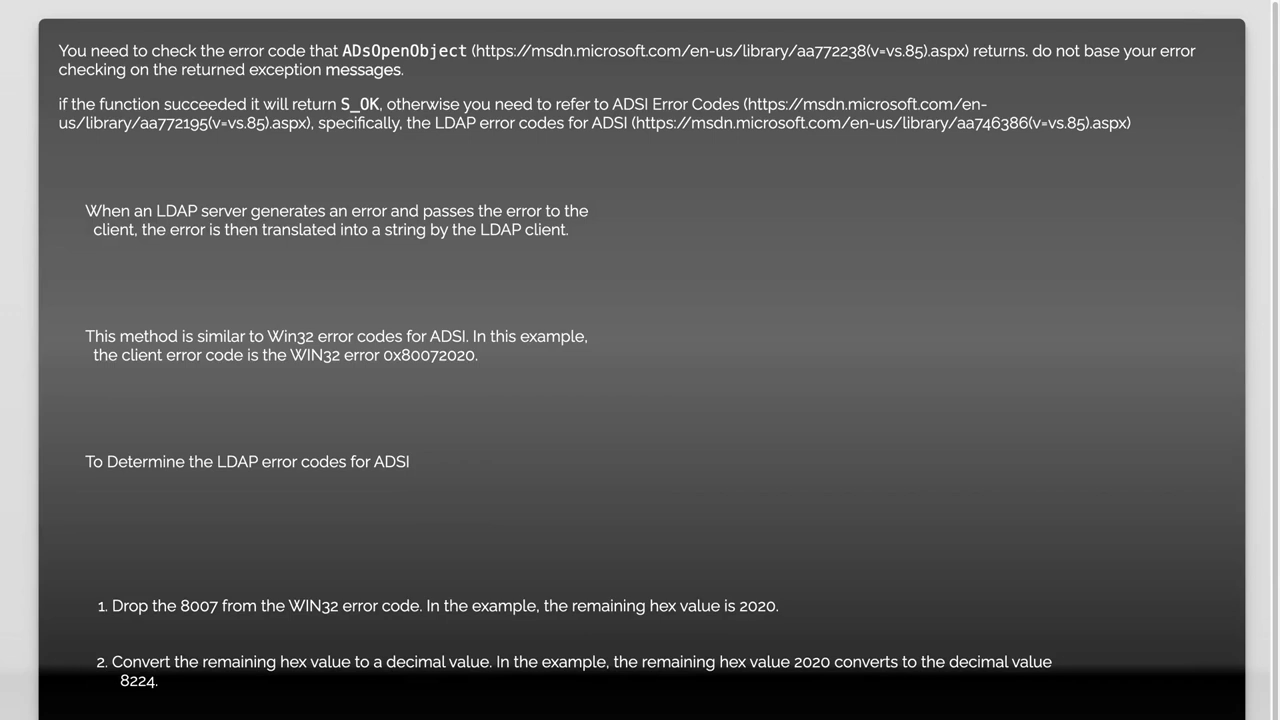 You need to check the error code that ADsOpenObject (https://msdn.microsoft.com/en-us/library/aa772238(v=vs.85).aspx) returns. do not base your error
checking on the returned exception messages.
if the function succeeded it will return S_OK, otherwise you need to refer to ADSI Error Codes (https://msdn.microsoft.com/en-
us/library/aa772195(v=vs.85).aspx), specifically, the LDAP error codes for ADSI (https://msdn.microsoft.com/en-us/library/aa746386(v=vs.85).aspx)
When an LDAP server generates an error and passes the error to the
client, the error is then translated into a string by the LDAP client.
This method is similar to Win32 error codes for ADSI. In this example,
the client error code is the WIN32 error 0x80072020.
To Determine the LDAP error codes for ADSI
1. Drop the 8007 from the WIN32 error code. In the example, the remaining hex value is 2020.
2. Convert the remaining hex value to a decimal value. In the example, the remaining hex value 2020 converts to the decimal value
8224.